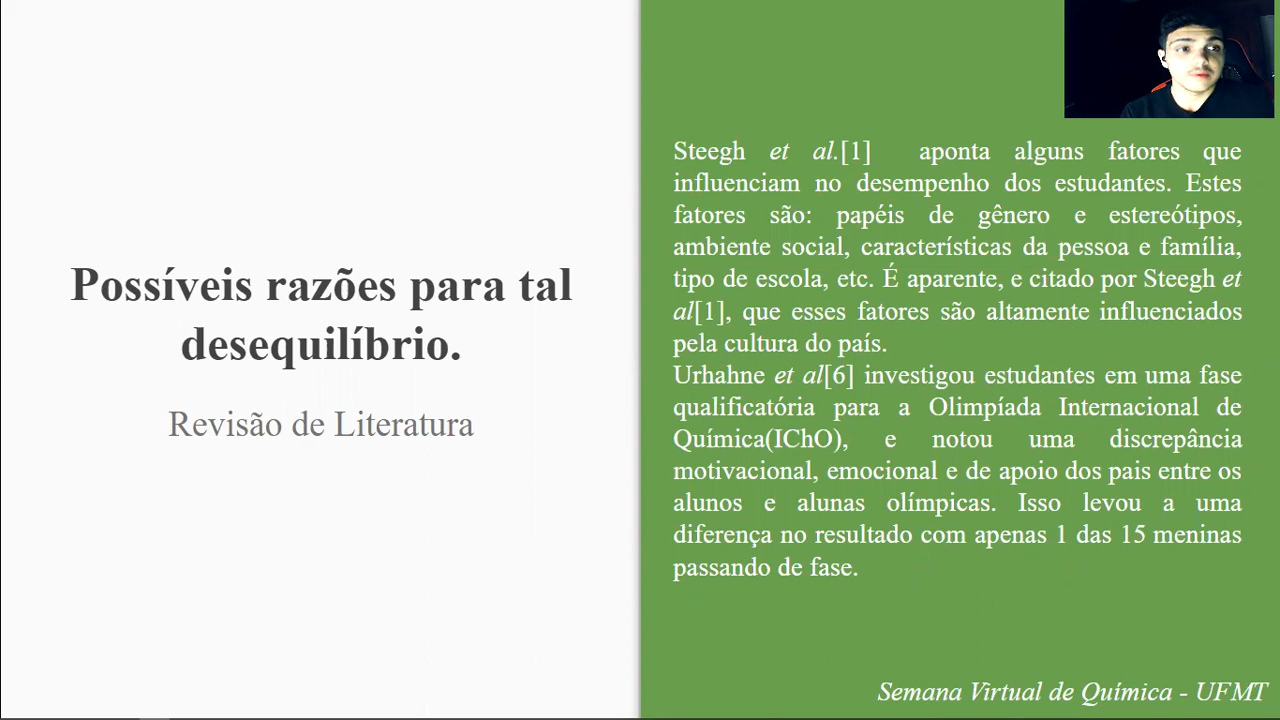 Possíveis razões para tal
desequilíbrio.
Revisão de Literatura
Steegh et al.[1] aponta alguns fatores que
influenciam no desempenho dos estudantes. Estes
fatores são: papéis de gênero e estereótipos,
ambiente social, características da pessoa e família,
tipo de escola, etc. É aparente, e citado por Steegh et
al[1], que esses fatores são altamente influenciados
pela cultura do país.
Urhahne et al[6] investigou estudantes em uma fase
qualificatória para a Olimpíada Internacional de
Química(IChO), e notou uma discrepância
motivacional, emocional e de apoio dos pais entre os
alunos e alunas olímpicas. Isso levou a uma
diferença no resultado com apenas 1 das 15 meninas
passando de fase.
Semana Virtual de Química - UFMT